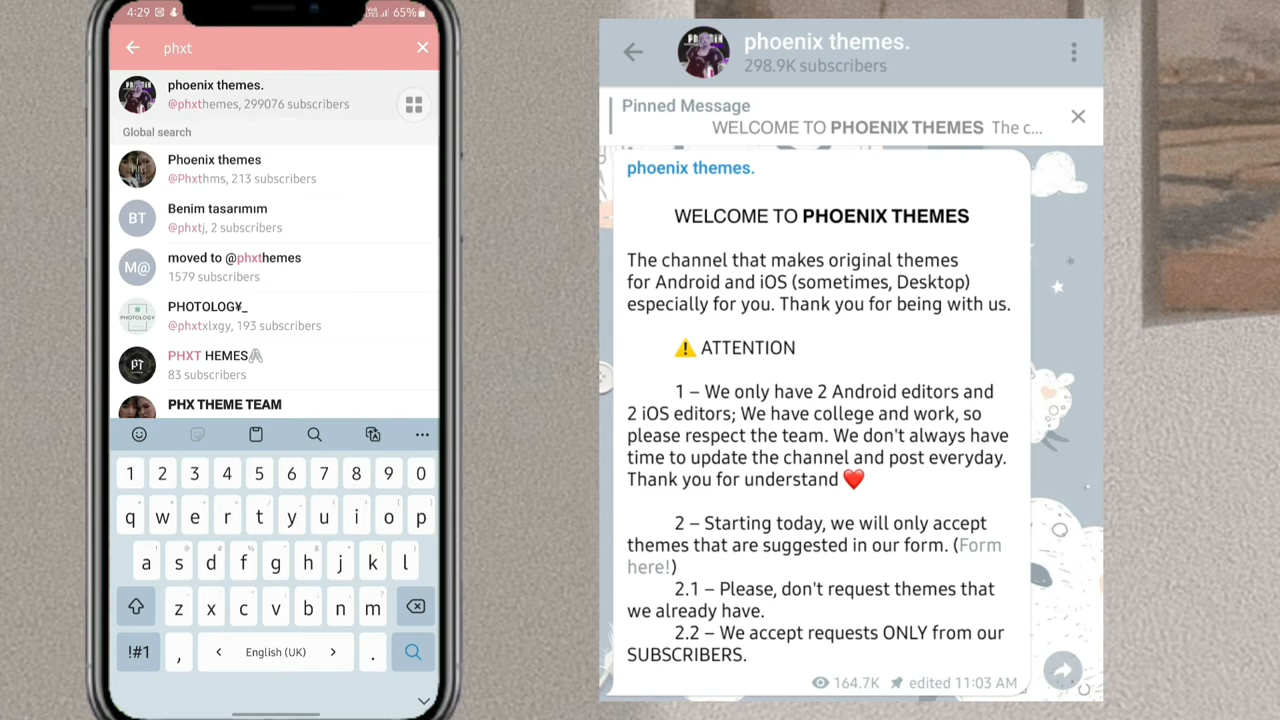 4:29
65%
phxt
phoenix themes.
@phxthemes, 299076 subscribers
Global search
Phoenix themes
@Phxthms, 213 subscribers
BT
Benim tasarımım
@phxtj, 2 subscribers
M@
moved to @phxthemes
1579 subscribers
PHOTOLOGY
PHOTOLOG¥_
@phxtxlxgy, 193 subscribers
PT
PHXT HEMES
83 subscribers
PHX THEME TEAM
1 2 3 4 5 6 7 8 9 0
q w e r t y u i o p
a s d f g h j k l
z x c v b n m
!#1 , < English (UK) > .
phoenix themes.
298.9K subscribers
Pinned Message
WELCOME TO PHOENIX THEMES The c...
phoenix themes.
WELCOME TO PHOENIX THEMES
The channel that makes original themes
for Android and iOS (sometimes, Desktop)
especially for you. Thank you for being with us.
⚠️ ATTENTION
1 – We only have 2 Android editors and
2 iOS editors; We have college and work, so
please respect the team. We don't always have
time to update the channel and post everyday.
Thank you for understand ❤️
2 – Starting today, we will only accept
themes that are suggested in our form. (Form
here!)
2.1 – Please, don't request themes that
we already have.
2.2 – We accept requests ONLY from our
SUBSCRIBERS.
164.7K edited 11:03 AM